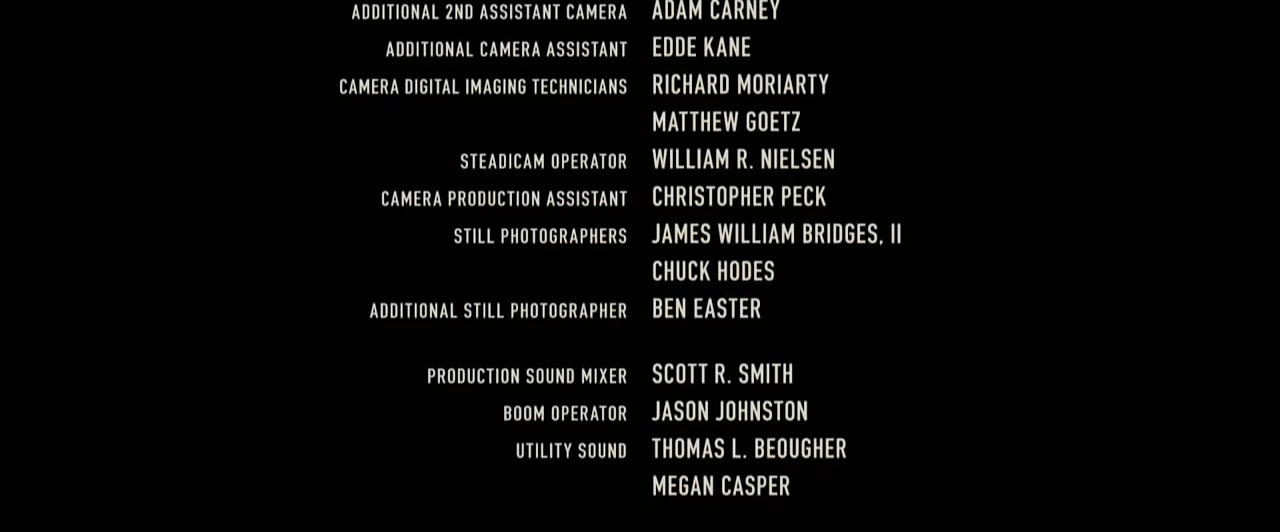 ADDITIONAL 2ND ASSISTANT CAMERA ADAM CARNEY
ADDITIONAL CAMERA ASSISTANT EDDE KANE
CAMERA DIGITAL IMAGING TECHNICIANS RICHARD MORIARTY
MATTHEW GOETZ
STEADICAM OPERATOR WILLIAM R. NIELSEN
CAMERA PRODUCTION ASSISTANT CHRISTOPHER PECK
STILL PHOTOGRAPHERS JAMES WILLIAM BRIDGES, II
CHUCK HODES
ADDITIONAL STILL PHOTOGRAPHER BEN EASTER
PRODUCTION SOUND MIXER SCOTT R. SMITH
BOOM OPERATOR JASON JOHNSTON
UTILITY SOUND THOMAS L. BEOUGHER
MEGAN CASPER